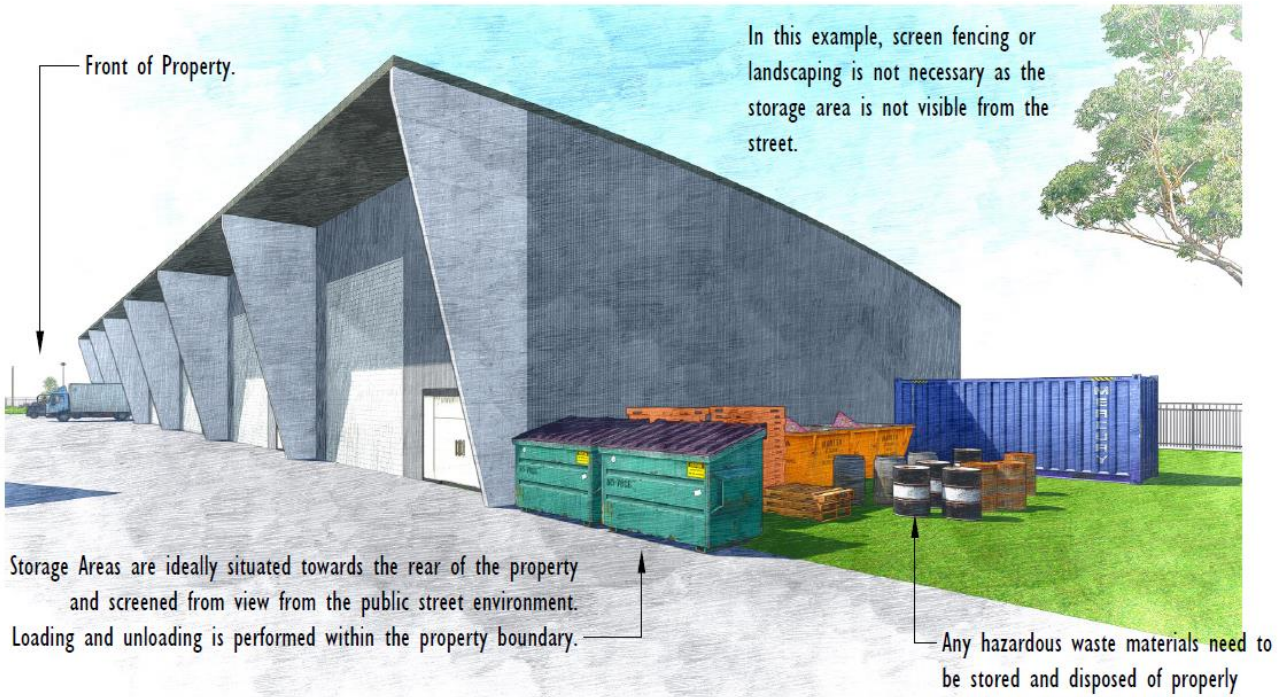 Front of Property.
In this example, screen fencing or
landscaping is not necessary as the
storage area is not visible from the
street.
Storage Areas are ideally situated towards the rear of the property
and screened from view from the public street environment.
Loading and unloading is performed within the property boundary.
Any hazardous waste materials need to
be stored and disposed of properly